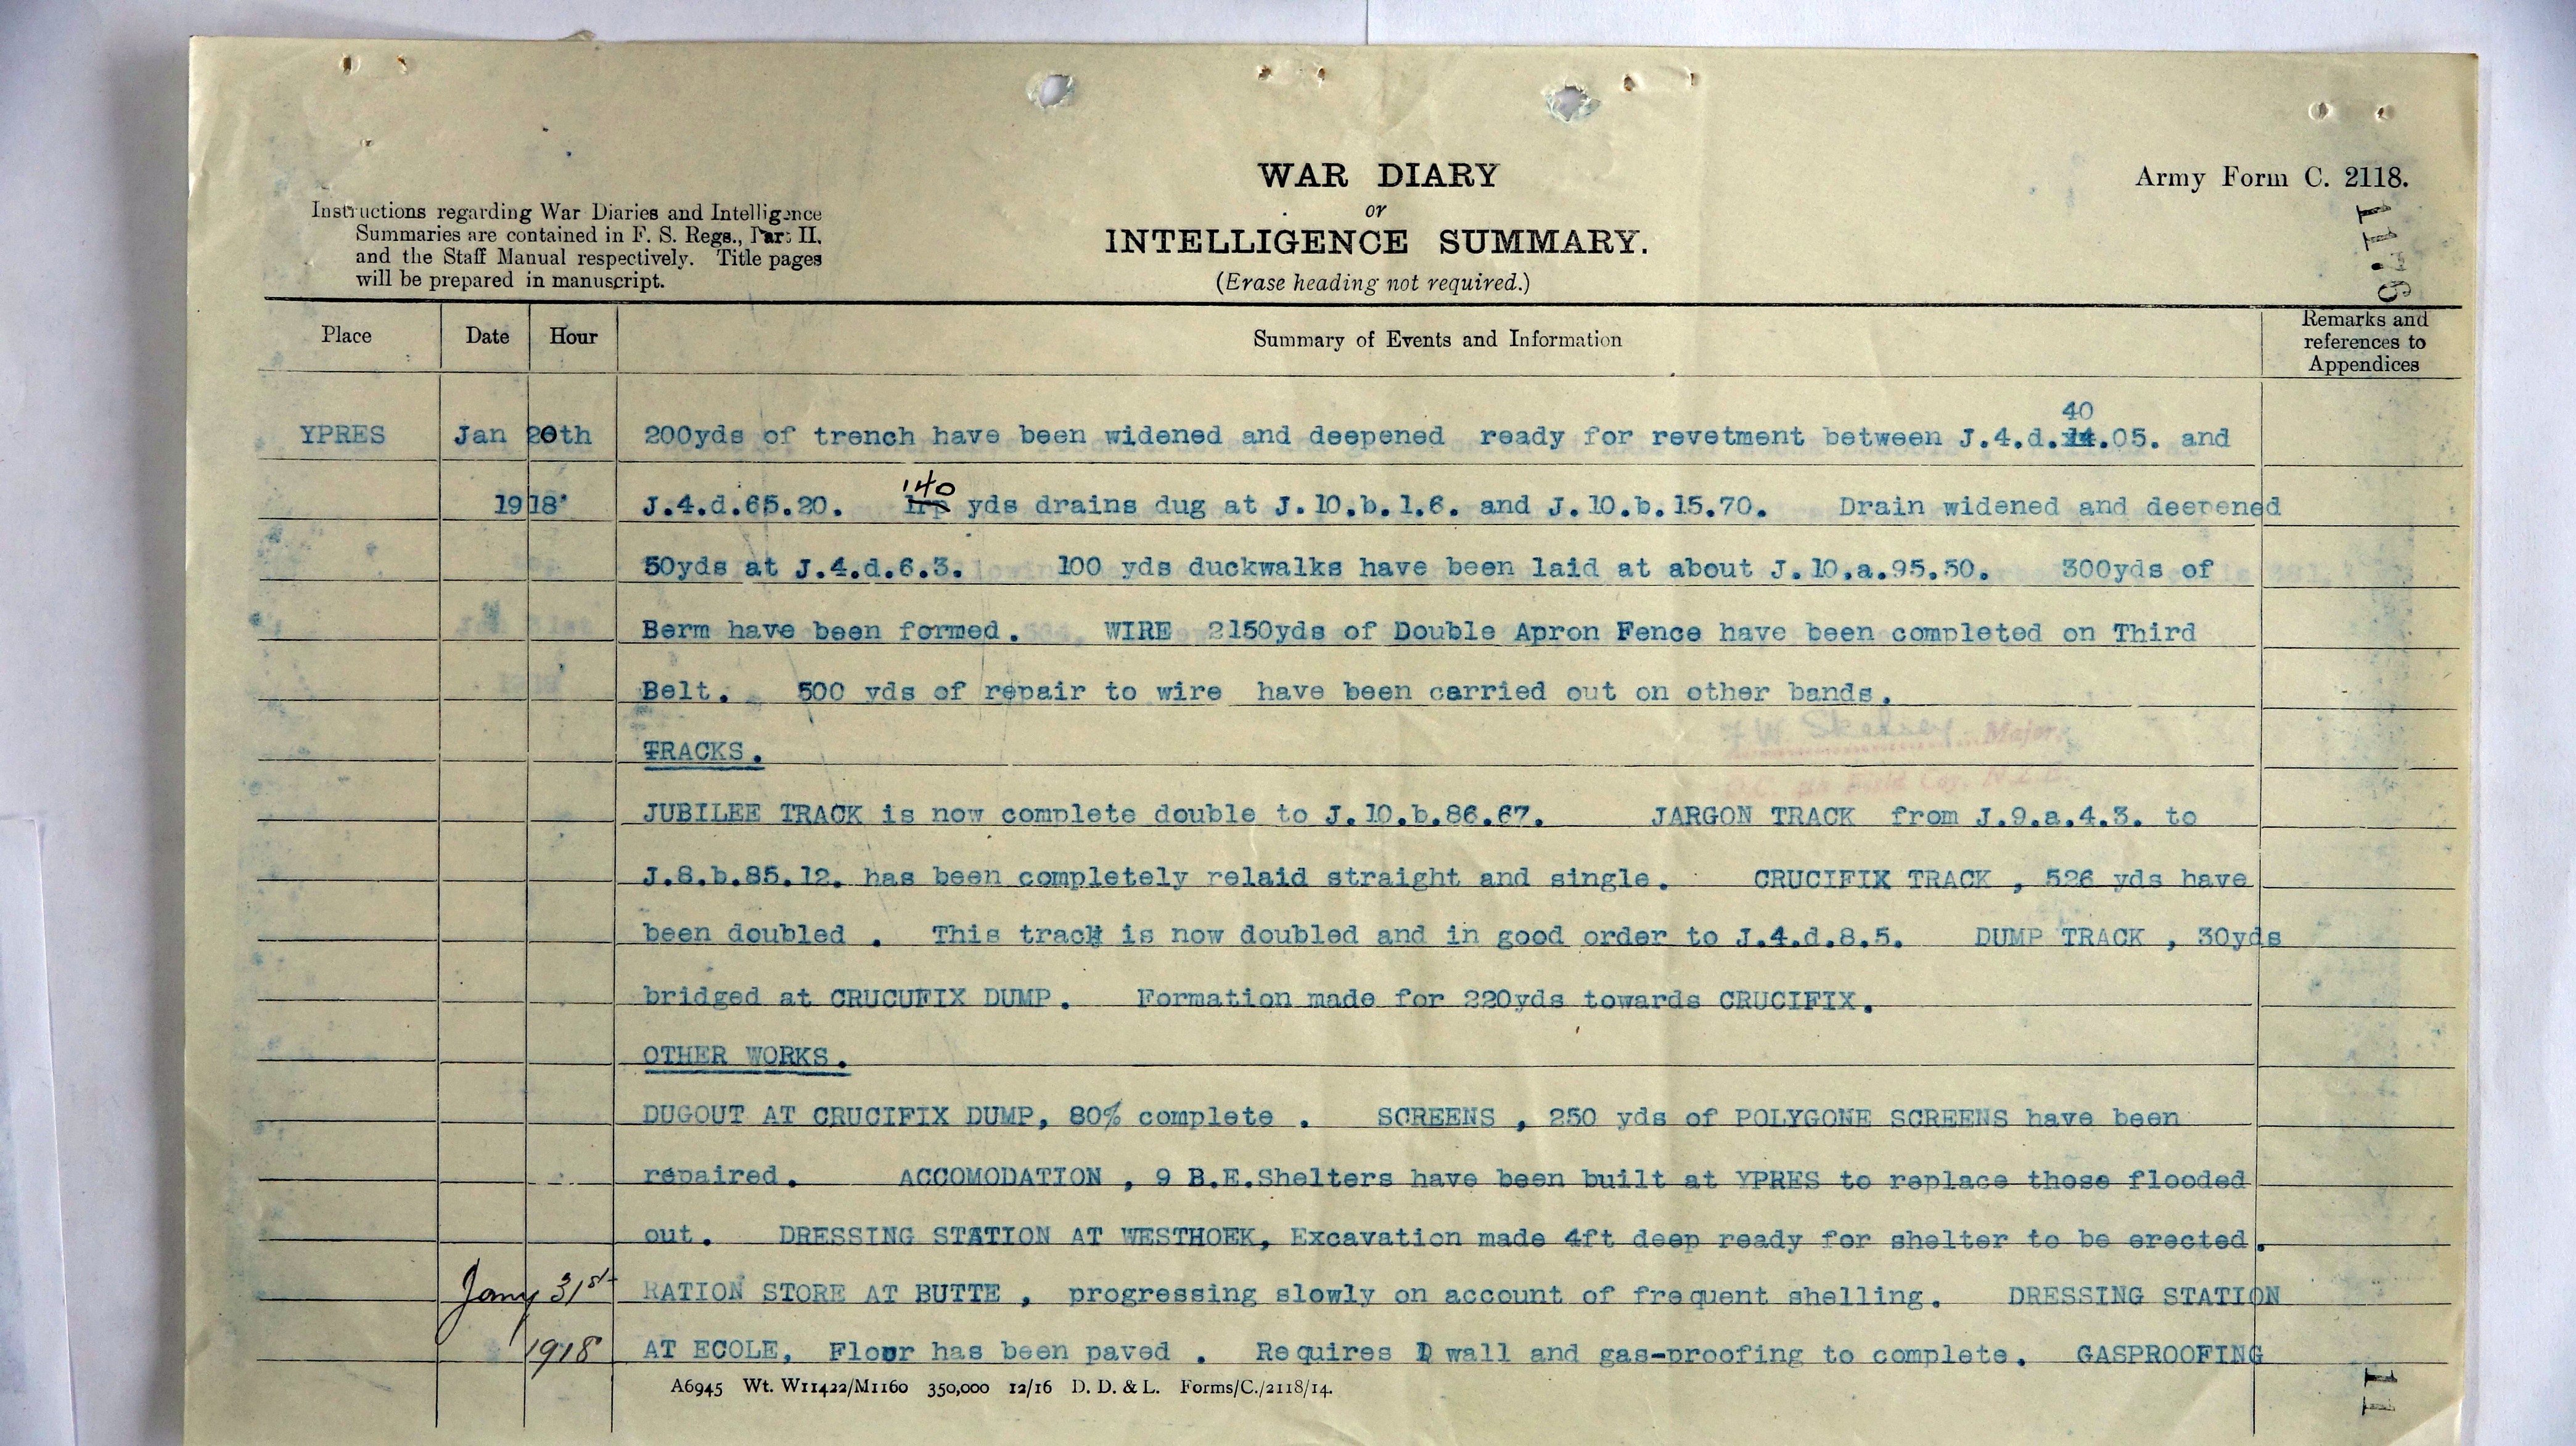 WAR DIARY
or
INTELLIGENCE SUMMARY.
(Erase heading not required.)
Army Form C. 2118.
Instructions regarding War Diaries and Intelligence
Summaries are contained in F. S. Regs., Part II.
and the Staff Manual respectively. Title pages
will be prepared in manuscript.
Place Date Hour Summary of Events and Information Remarks and
references to
Appendices
40
YPRES Jan 20th 200yds of trench have been widened and deepened ready for revetment between J.4.d.14.05. and
140
1918 J.4.d.65.20. yds drains dug at J.10.b.1.6. and J.10.b.15.70. Drain widened and deepened
50yds at J.4.d.6.3. 100 yds duckwalks have been laid at about J.10.a.95.50. 300yds of
Berm have been formed. WIRE 2150yds of Double Apron Fence have been completed on Third
Belt. 500 yds of repair to wire have been carried out on other bands.
TRACKS.
JUBILEE TRACK is now complete double to J.10.b.86.67. JARGON TRACK from J.9.a.4.3. to
J.8.b.85.12. has been completely relaid straight and single. CRUCIFIX TRACK , 526 yds have
been doubled . This track is now doubled and in good order to J.4.d.8.5. DUMP TRACK , 30yds
bridged at CRUCUFIX DUMP. Formation made for 220yds towards CRUCIFIX.
OTHER WORKS.
DUGOUT AT CRUCIFIX DUMP, 80% complete . SCREENS , 250 yds of POLYGONE SCREENS have been
repaired. ACCOMODATION , 9 B.E.Shelters have been built at YPRES to replace those flooded
out. DRESSING STATION AT WESTHOEK, Excavation made 4ft deep ready for shelter to be erected.
Jany 31st RATION STORE AT BUTTE , progressing slowly on account of frequent shelling. DRESSING STATION
1918 AT ECOLE, Floor has been paved . Requires D wall and gas-proofing to complete. GASPROOFING
A6945 Wt. W11422/M1160 350,000 12/16 D. D. & L. Forms/C./2118/14.